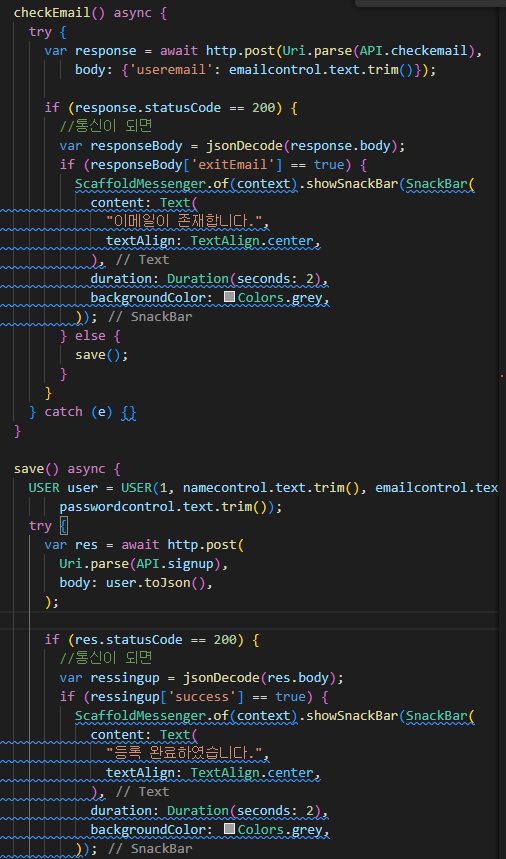 checkEmail() async {
try {
var response = await http.post(Uri.parse(API.checkemail),
body: {'useremail': emailcontrol.text.trim()});
if (response.statusCode == 200) {
//통신이 되면
var responseBody = jsonDecode(response.body);
if (responseBody['exitEmail'] == true) {
ScaffoldMessenger.of(context).showSnackBar(SnackBar(
content: Text(
"이메일이 존재합니다.",
textAlign: TextAlign.center,
), // Text
duration: Duration(seconds: 2),
backgroundColor: Colors.grey,
)); // SnackBar
} else {
save();
}
}
} catch (e) {}
}
save() async {
USER user = USER(1, namecontrol.text.trim(), emailcontrol.tex
passwordcontrol.text.trim());
try {
var res = await http.post(
Uri.parse(API.signup),
body: user.toJson(),
);
if (res.statusCode == 200) {
//통신이 되면
var ressingup = jsonDecode(res.body);
if (ressingup['success'] == true) {
ScaffoldMessenger.of(context).showSnackBar(SnackBar(
content: Text(
"등록 완료하였습니다.",
textAlign: TextAlign.center,
), // Text
duration: Duration(seconds: 2),
backgroundColor: Colors.grey,
)); // SnackBar